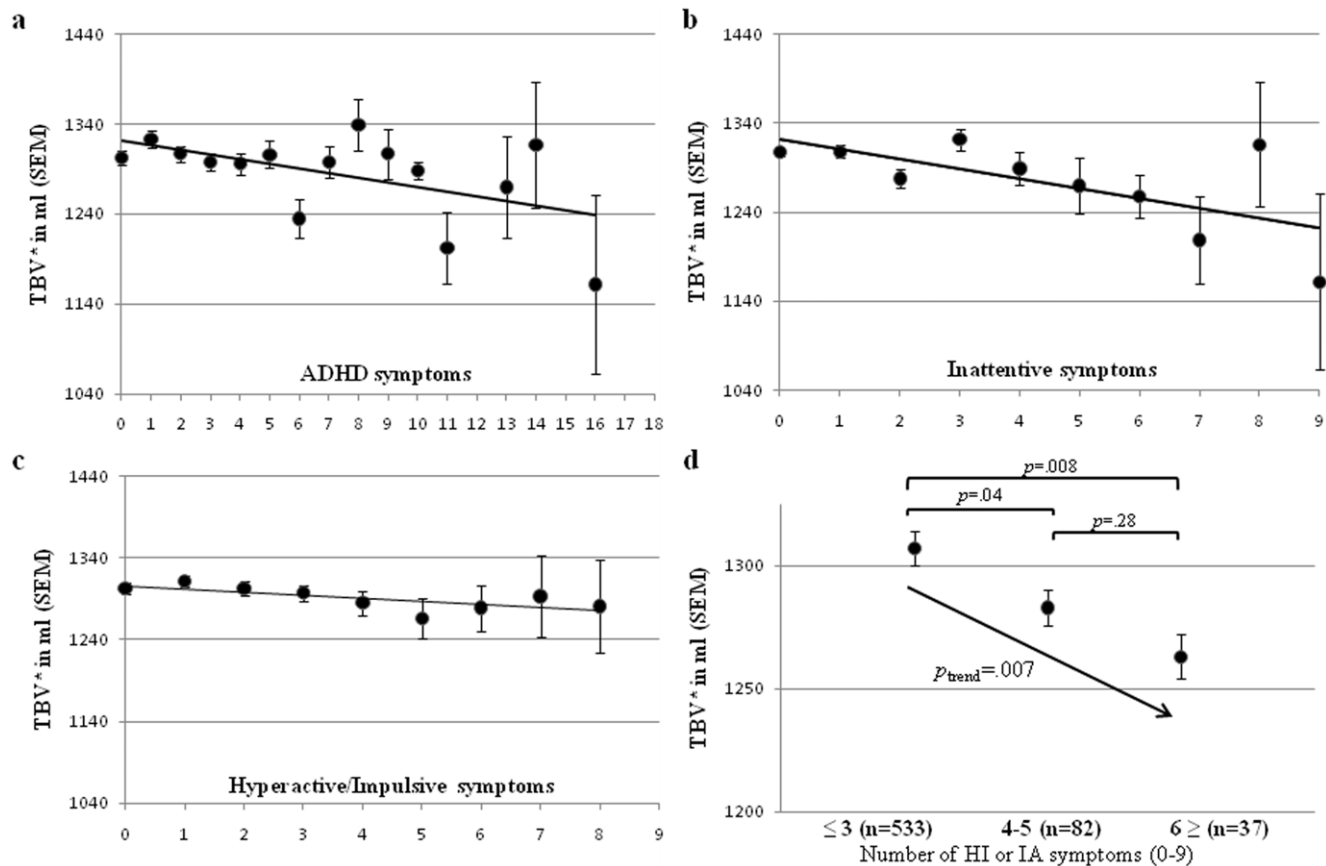 a
1440
1340
1240
1140
1040
TBV* in ml (SEM)
ADHD symptoms
0 1 2 3 4 5 6 7 8 9 10 11 12 13 14 15 16 17 18
b
1440
1340
1240
1140
1040
TBV* in ml (SEM)
Inattentive symptoms
0 1 2 3 4 5 6 7 8 9
c
1440
1340
1240
1140
1040
TBV* in ml (SEM)
Hyperactive/Impulsive symptoms
0 1 2 3 4 5 6 7 8 9
d
p=.008
p=.04
p=.28
1300
1250
1200
TBV* in ml (SEM)
ptrend=.007
≤ 3 (n=533) 4-5 (n=82) 6 ≥ (n=37)
Number of HI or IA symptoms (0-9)